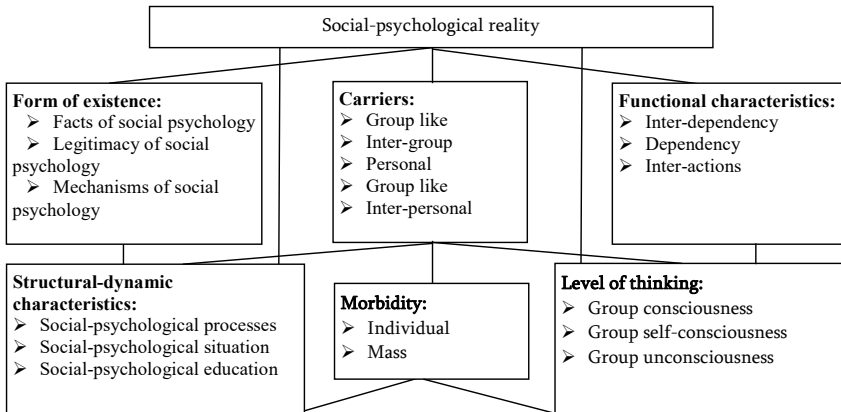 Social-psychological reality
Form of existence:
➢ Facts of social psychology
➢ Legitimacy of social
psychology
➢ Mechanisms of social
psychology
Carriers:
➢ Group like
➢ Inter-group
➢ Personal
➢ Group like
➢ Inter-personal
Functional characteristics:
➢ Inter-dependency
➢ Dependency
➢ Inter-actions
Structural-dynamic
characteristics:
➢ Social-psychological processes
➢ Social-psychological situation
➢ Social-psychological education
Morbidity:
➢ Individual
➢ Mass
Level of thinking:
➢ Group consciousness
➢ Group self-consciousness
➢ Group unconsciousness